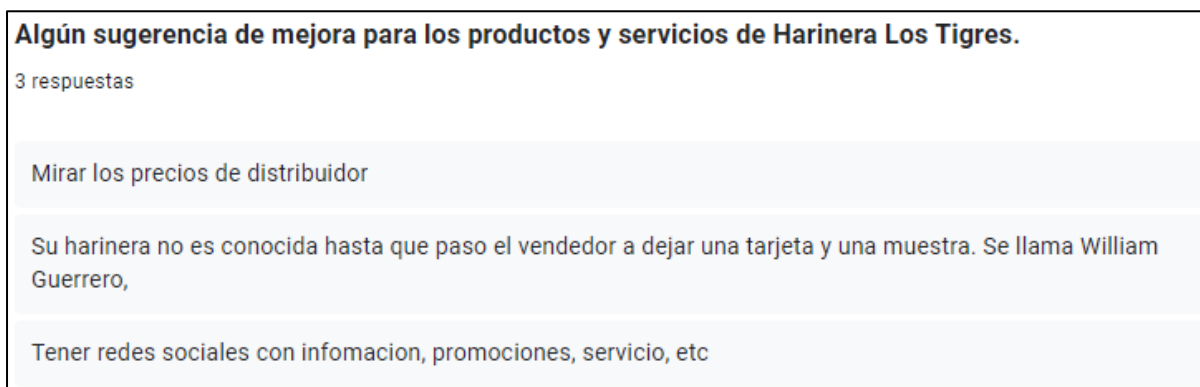 Algún sugerencia de mejora para los productos y servicios de Harinera Los Tigres.
3 respuestas
Mirar los precios de distribuidor
Su harinera no es conocida hasta que paso el vendedor a dejar una tarjeta y una muestra. Se llama William
Guerrero,
Tener redes sociales con infomacion, promociones, servicio, etc